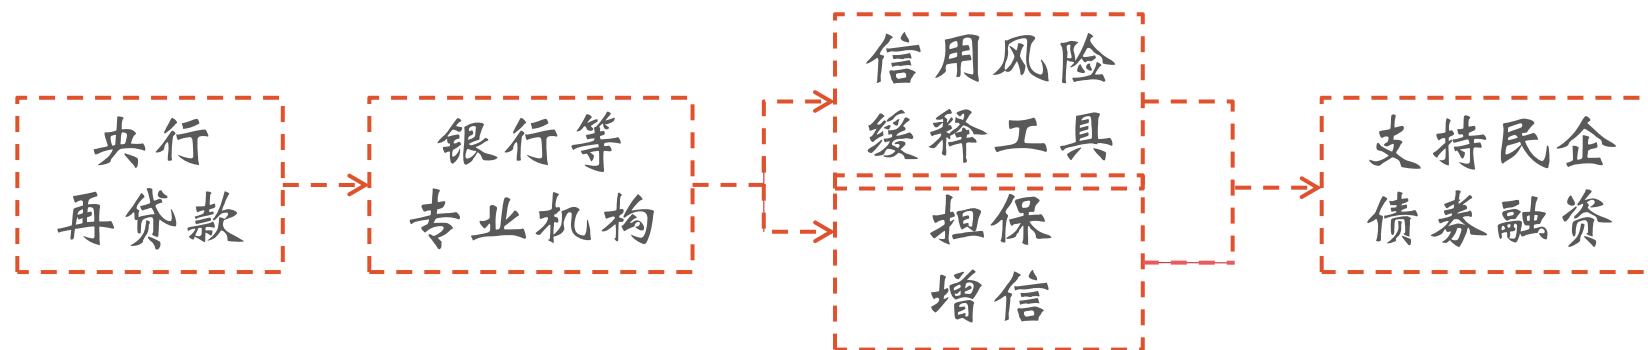 央行
再贷款
银行等
专业机构
信用风险
缓释工具
担保
增信
支持民企
债券融资